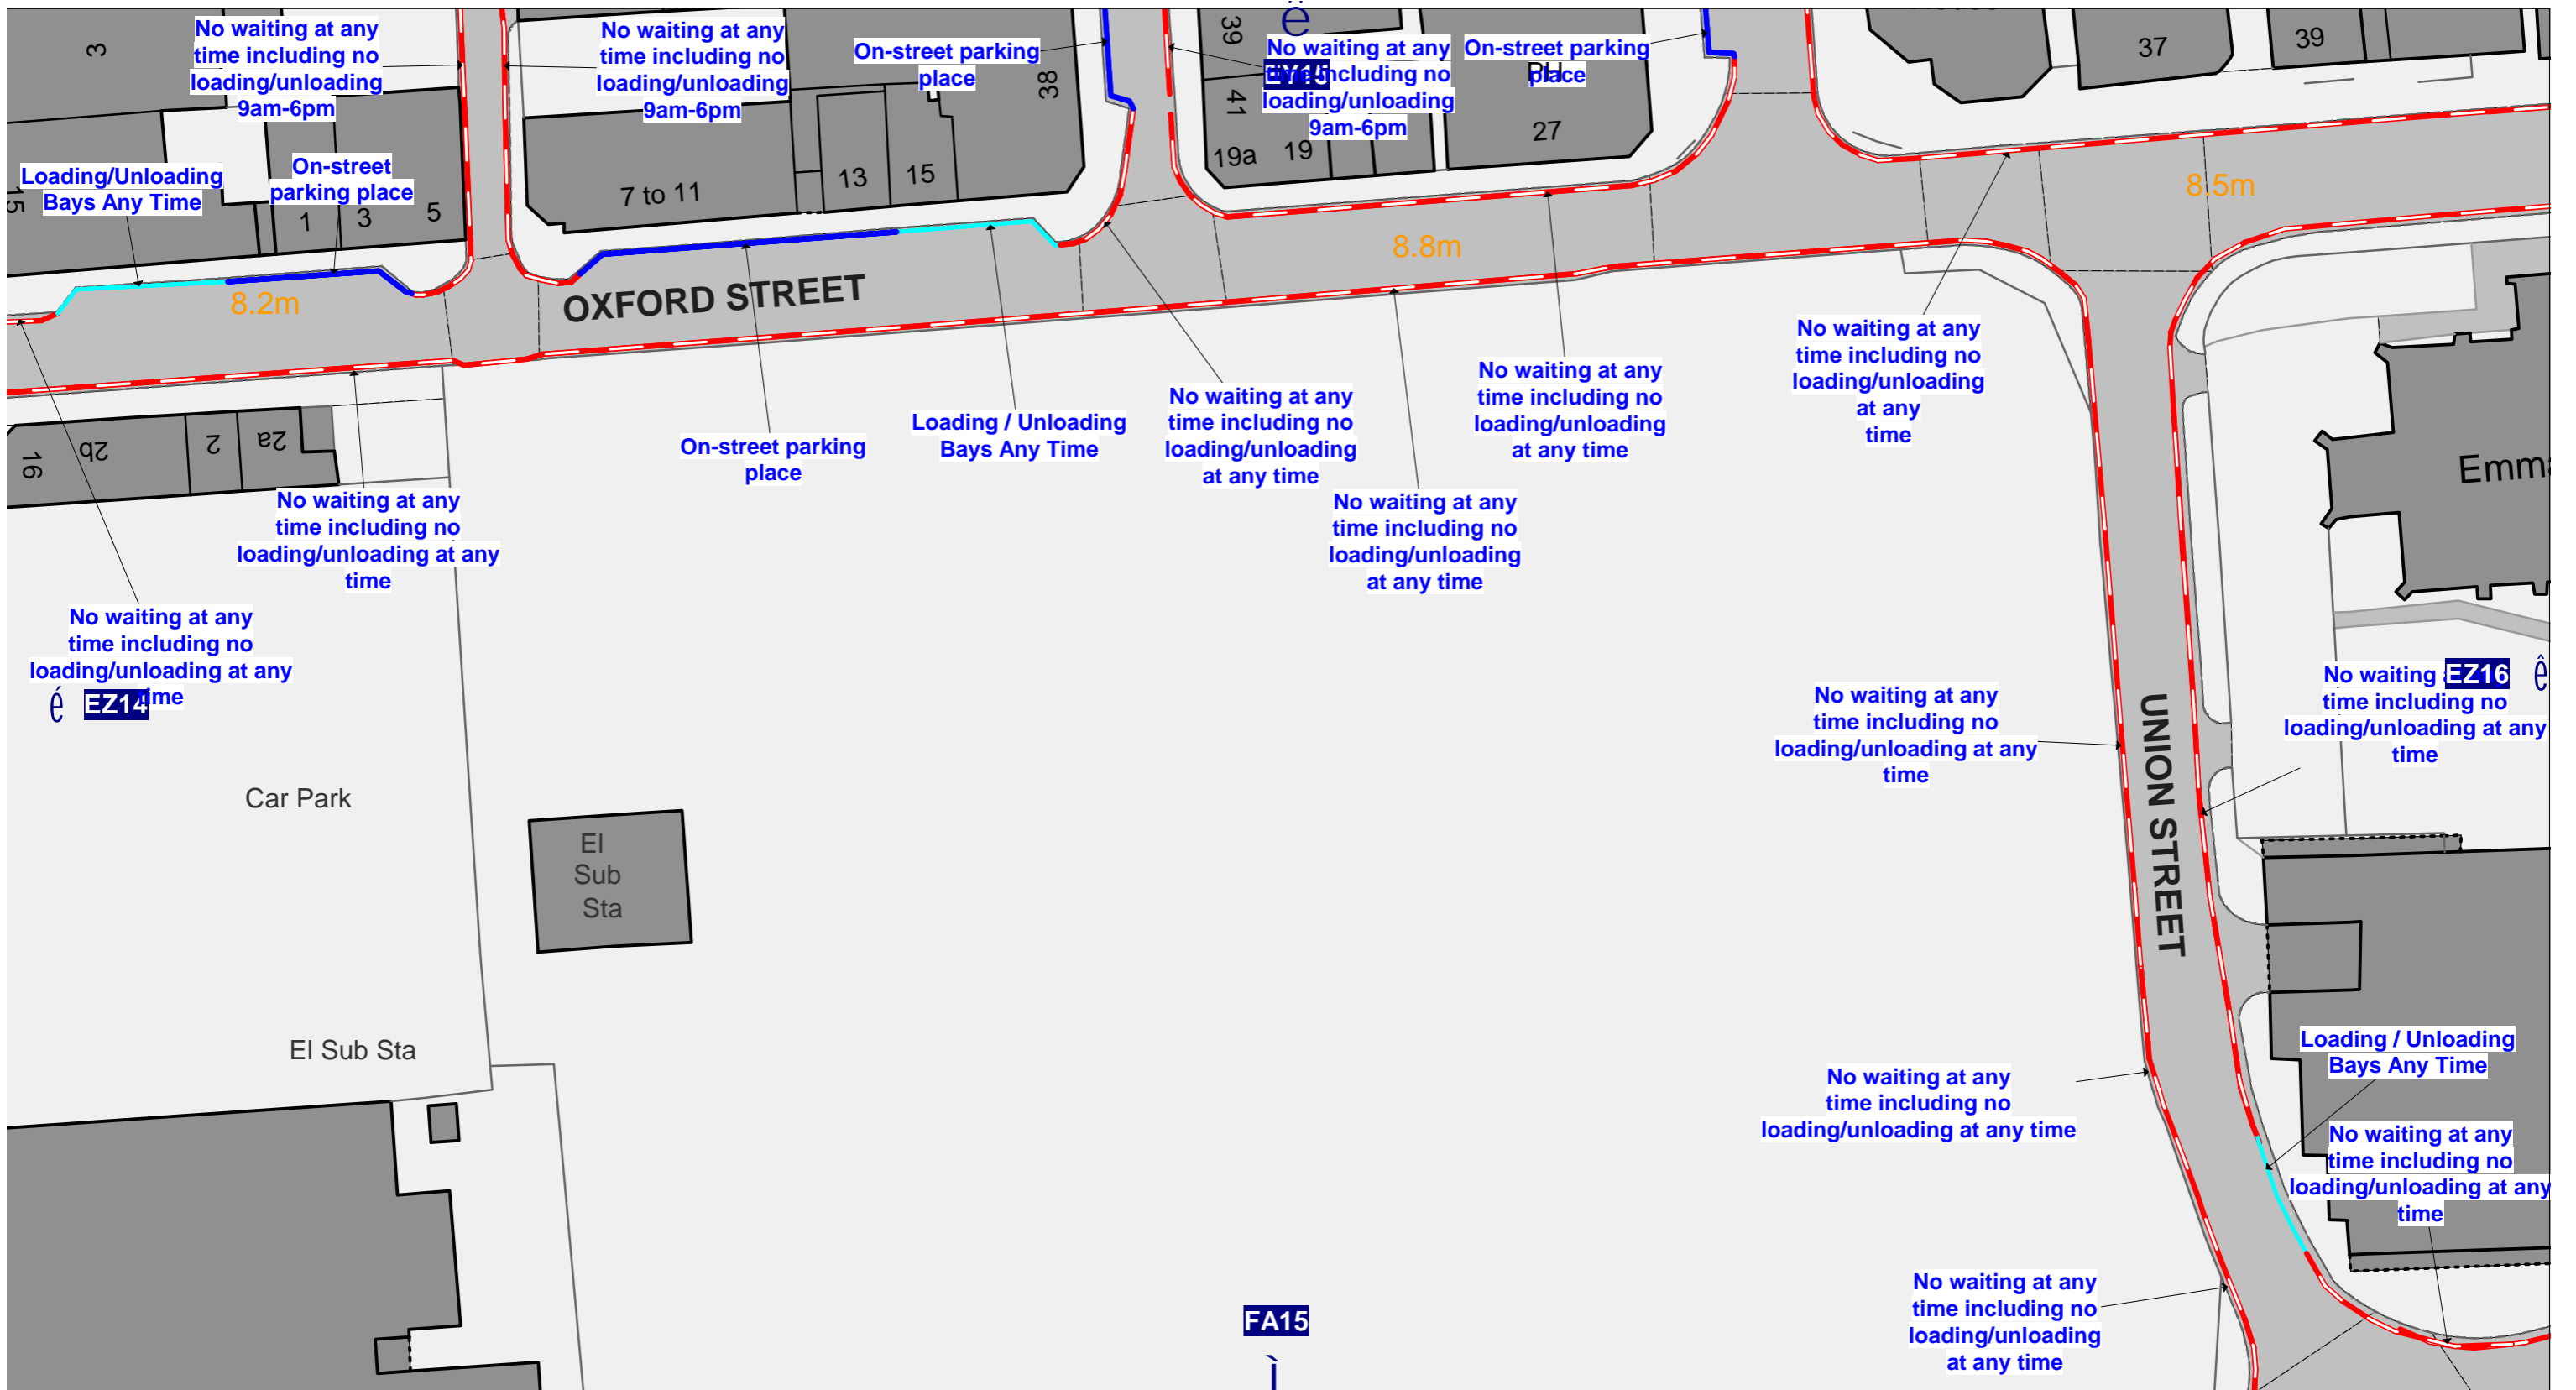 No waiting at any
time including no
loading/unloading
9am-6pm
No waiting at any
time including no
loading/unloading
9am-6pm
On-street parking
place
No waiting at any
time including no
loading/unloading
9am-6pm
EY15
On-street parking
place
PH
3
38
39
41
19a
19
27
37
39
Loading/Unloading
Bays Any Time
On-street
parking place
15
1
3
5
7 to 11
13
15
8.2m
OXFORD STREET
8.8m
8.5m
16
2b
2
2a
No waiting at any
time including no
loading/unloading at any
time
No waiting at any
time including no
loading/unloading at any
time
EZ14
On-street parking
place
Loading / Unloading
Bays Any Time
No waiting at any
time including no
loading/unloading
at any time
No waiting at any
time including no
loading/unloading
at any time
No waiting at any
time including no
loading/unloading
at any time
No waiting at any
time including no
loading/unloading
at any
time
No waiting at any
time including no
loading/unloading at any
time
UNION STREET
No waiting
time including no
loading/unloading at any
time
EZ16
Car Park
El
Sub
Sta
El Sub Sta
No waiting at any
time including no
loading/unloading at any time
Loading / Unloading
Bays Any Time
No waiting at any
time including no
loading/unloading at any
time
No waiting at any
time including no
loading/unloading
at any time
FA15